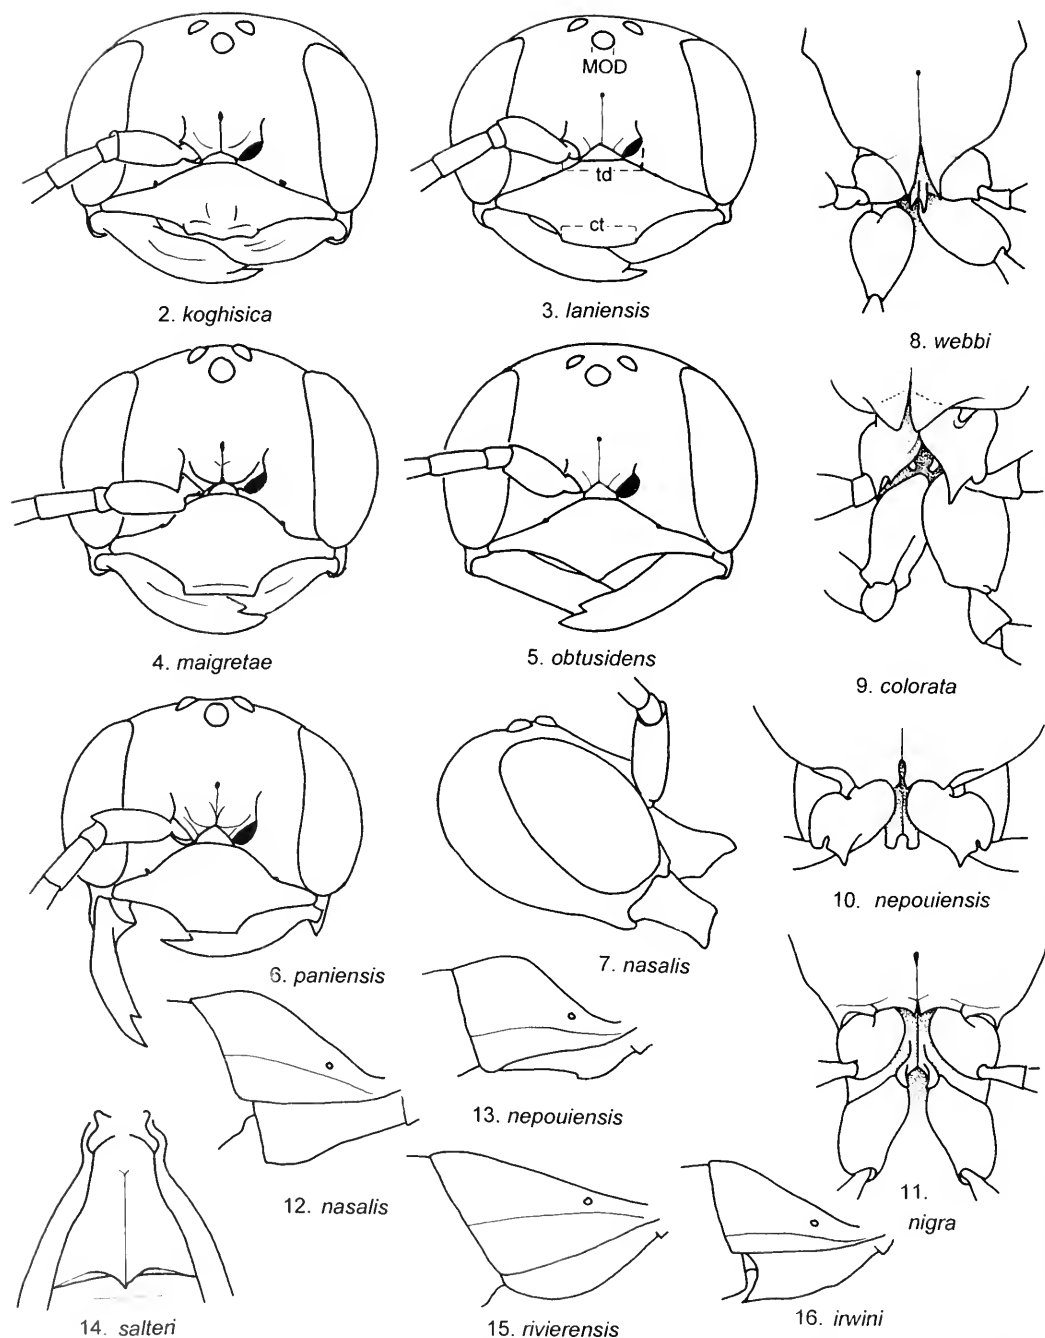 MOD
td
ct
2. koghisica
3. laniensis
8. webbi
4. maigretae
5. obtusidens
9. colorata
6. paniensis
7. nasalis
10. nepouiensis
12. nasalis
13. nepouiensis
11.
nigra
14. salteri
15. rivierensis
16. irwini